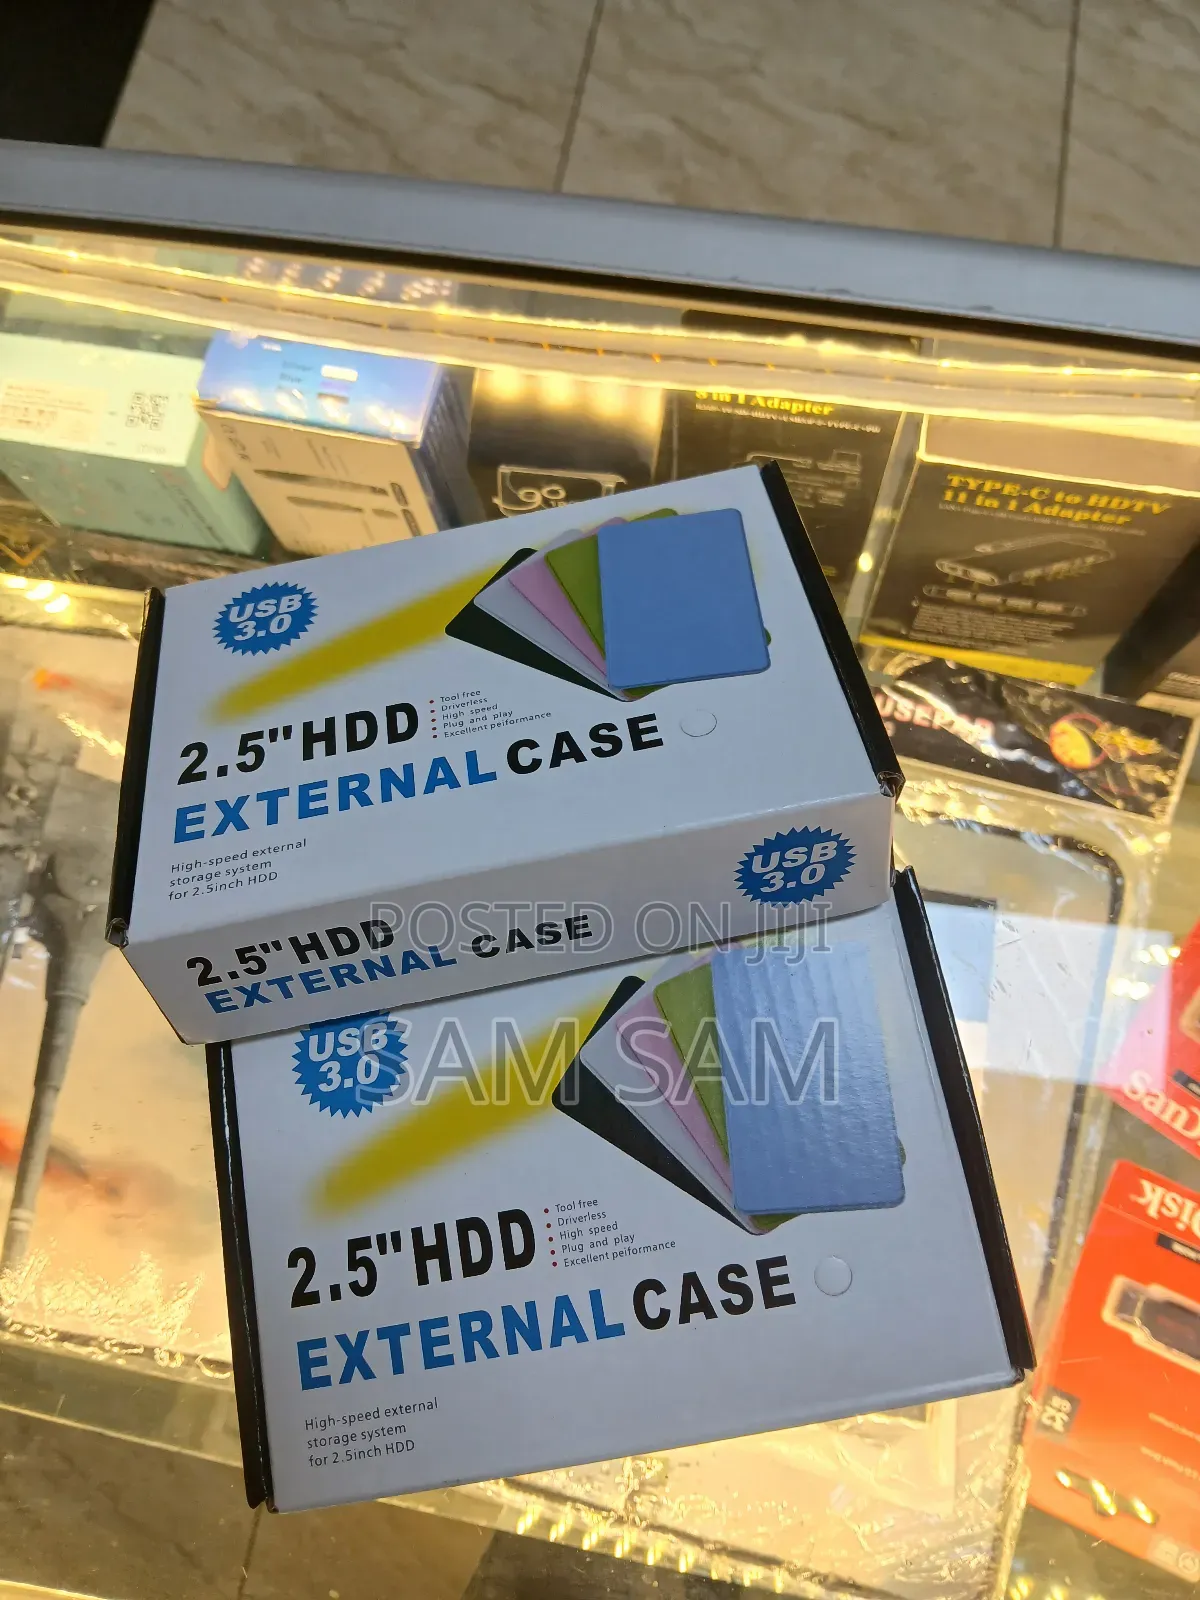 8 in 1 Adapter
TYPE-C to HDTV
11 in 1 Adapter
USB
3.0
Tool free
Driverless
High speed
Plug and play
Excellent peiformance
2.5"HDD
EXTERNAL CASE
High-speed external
storage system
for 2.5inch HDD
USB
3.0
2.5"HDD
EXTERNAL CASE
POSTED ON JIJI
SAM SAM
USB
3.0
Tool free
Driverless
High speed
Plug and play
Excellent peiformance
2.5"HDD
EXTERNAL CASE
High-speed external
storage system
for 2.5inch HDD
32
GB